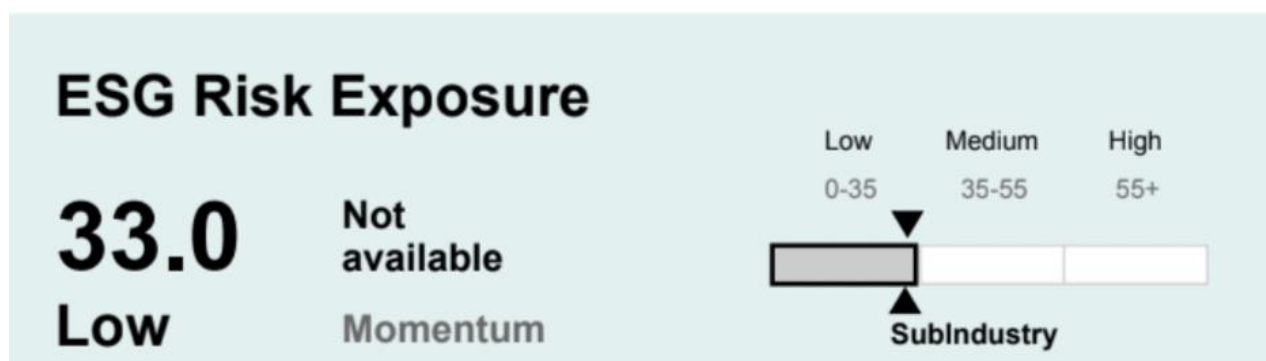 ESG Risk Exposure
Low Medium High
0-35 35-55 55+
33.0
Low
Not
available
Momentum
SubIndustry